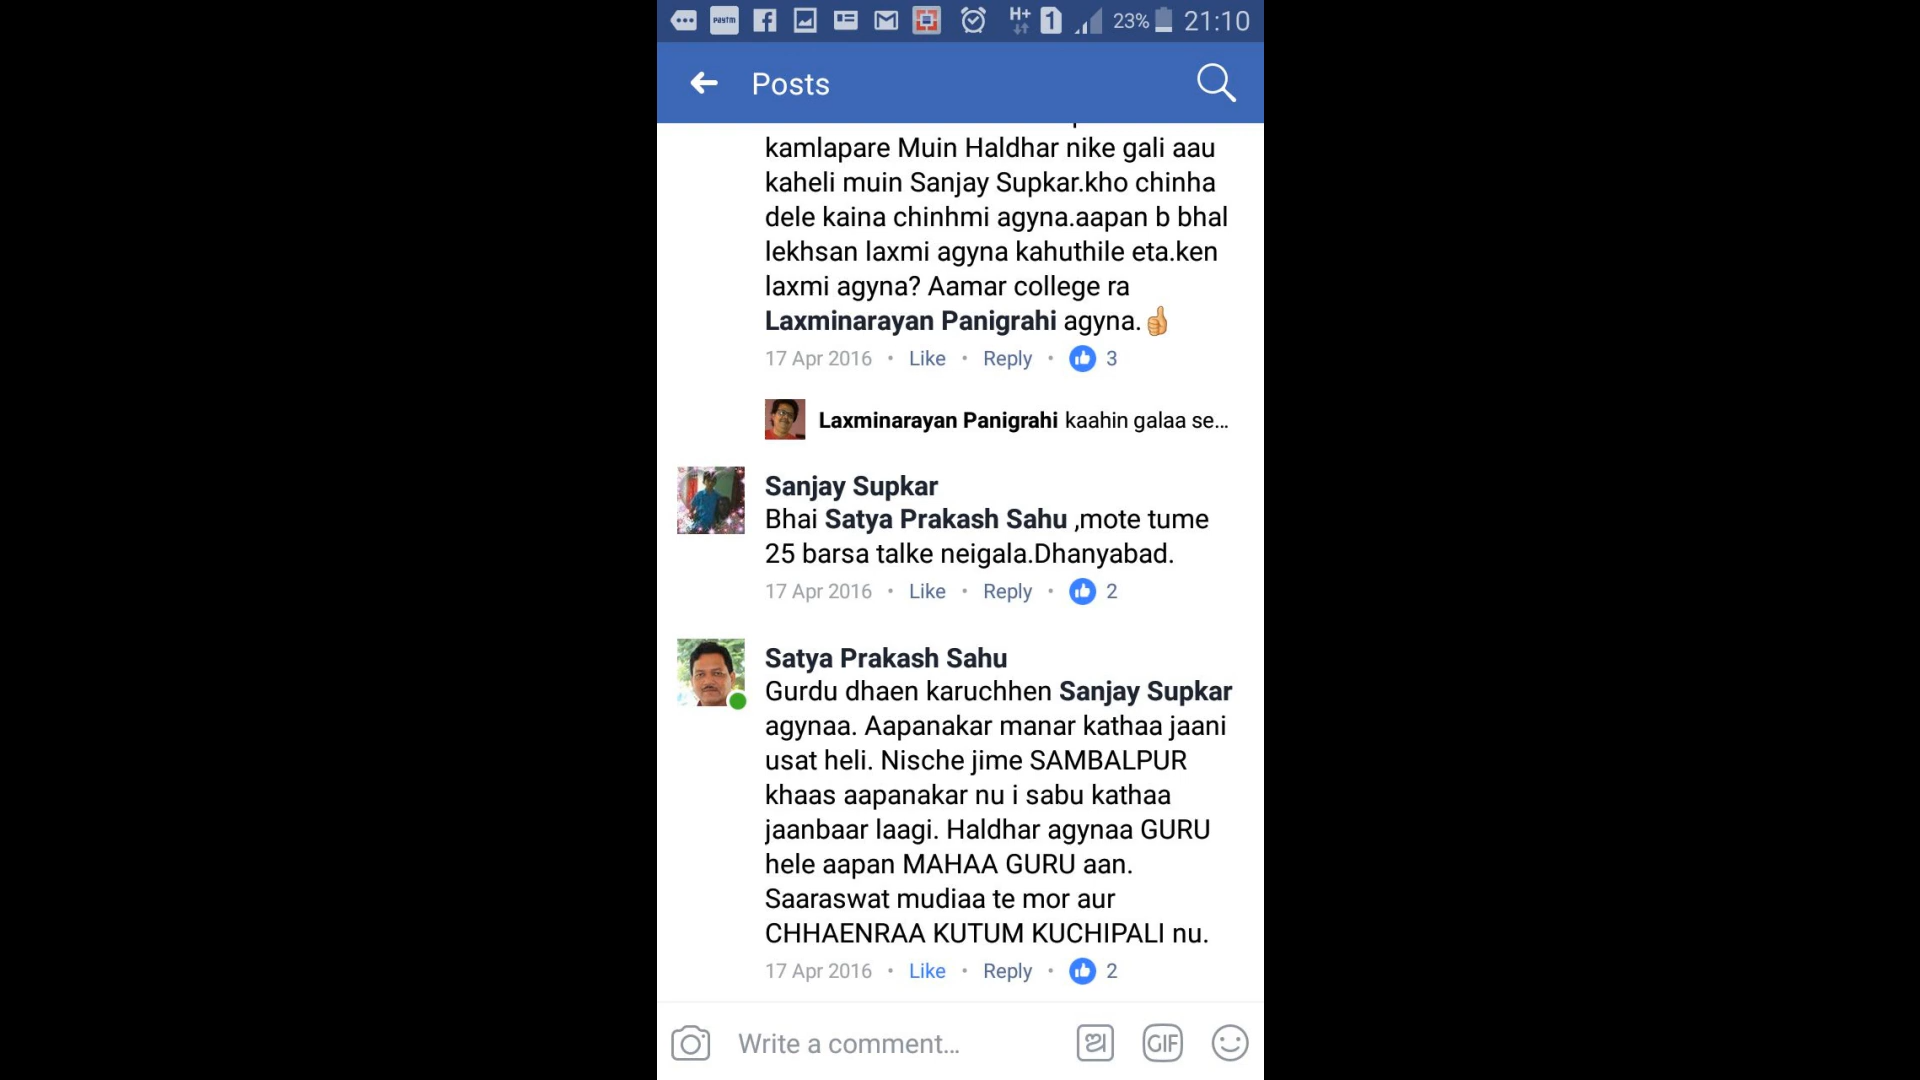 paytm
H+
1
23%
21:10
Posts
kamlapare Muin Haldhar nike gali aau
kaheli muin Sanjay Supkar.kho chinha
dele kaina chinhmi agyna.aapan b bhal
lekhsan laxmi agyna kahuthile eta.ken
laxmi agyna? Aamar college ra
Laxminarayan Panigrahi agyna.👍
17 Apr 2016 • Like • Reply • 3
Laxminarayan Panigrahi kaahin galaa se...
Sanjay Supkar
Bhai Satya Prakash Sahu ,mote tume
25 barsa talke neigala.Dhanyabad.
17 Apr 2016 • Like • Reply • 2
Satya Prakash Sahu
Gurdu dhaen karuchhen Sanjay Supkar
agynaa. Aapanakar manar kathaa jaani
usat heli. Nische jime SAMBALPUR
khaas aapanakar nu i sabu kathaa
jaanbaar laagi. Haldhar agynaa GURU
hele aapan MAHAA GURU aan.
Saaraswat mudiaa te mor aur
CHHAENRAA KUTUM KUCHIPALI nu.
17 Apr 2016 • Like • Reply • 2
Write a comment...
ଆ
GIF